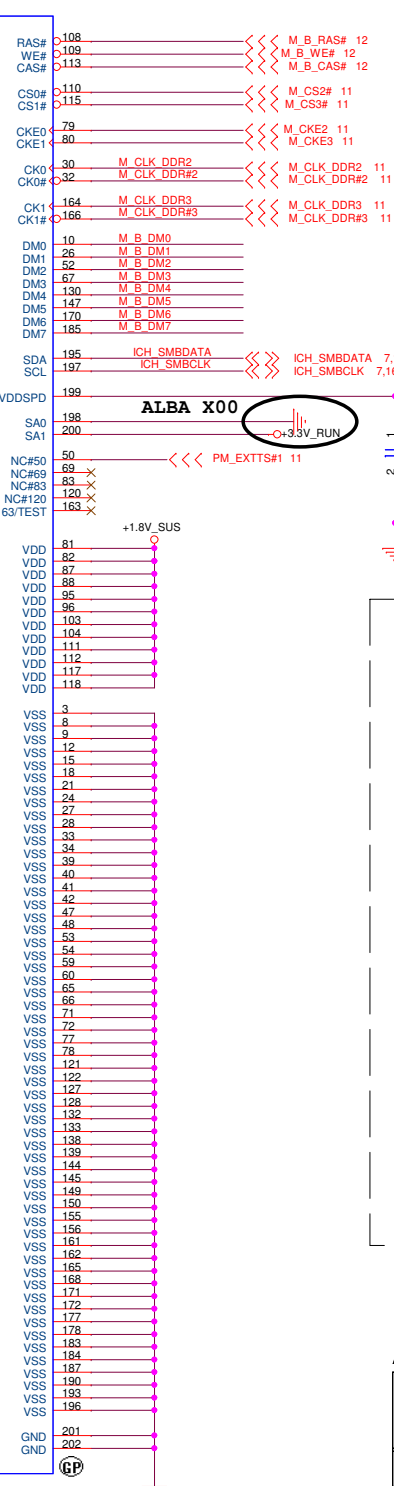 RAS# 108 M_B_RAS# 12
WE# 109 M_B_WE# 12
CAS# 113 M_B_CAS# 12
CS0# 110 M_CS2# 11
CS1# 115 M_CS3# 11
CKE0 79 M_CKE2 11
CKE1 80 M_CKE3 11
CK0 30 M_CLK_DDR2 M_CLK_DDR2 11
CK0# 32 M_CLK_DDR#2 M_CLK_DDR#2 11
CK1 164 M_CLK_DDR3 M_CLK_DDR3 11
CK1# 166 M_CLK_DDR#3 M_CLK_DDR#3 11
DM0 10 M_B_DM0
DM1 26 M_B_DM1
DM2 52 M_B_DM2
DM3 67 M_B_DM3
DM4 130 M_B_DM4
DM5 147 M_B_DM5
DM6 170 M_B_DM6
DM7 185 M_B_DM7
SDA 195 ICH_SMBDATA ICH_SMBDATA 7,
SCL 197 ICH_SMBCLK ICH_SMBCLK 7,16
VDDSPD 199
ALBA X00
SA0 198
SA1 200 +3.3V_RUN
1
2
NC#50 50 PM_EXTTS#1 11
NC#69 69
NC#83 83
NC#120 120
63/TEST 163
+1.8V_SUS
VDD 81
VDD 82
VDD 87
VDD 88
VDD 95
VDD 96
VDD 103
VDD 104
VDD 111
VDD 112
VDD 117
VDD 118
VSS 3
VSS 8
VSS 9
VSS 12
VSS 15
VSS 18
VSS 21
VSS 24
VSS 27
VSS 28
VSS 33
VSS 34
VSS 39
VSS 40
VSS 41
VSS 42
VSS 47
VSS 48
VSS 53
VSS 54
VSS 59
VSS 60
VSS 65
VSS 66
VSS 71
VSS 72
VSS 77
VSS 78
VSS 121
VSS 122
VSS 127
VSS 128
VSS 132
VSS 133
VSS 138
VSS 139
VSS 144
VSS 145
VSS 149
VSS 150
VSS 155
VSS 156
VSS 161
VSS 162
VSS 165
VSS 168
VSS 171
VSS 172
VSS 177
VSS 178
VSS 183
VSS 184
VSS 187
VSS 190
VSS 193
VSS 196
GND 201
GND 202
GP